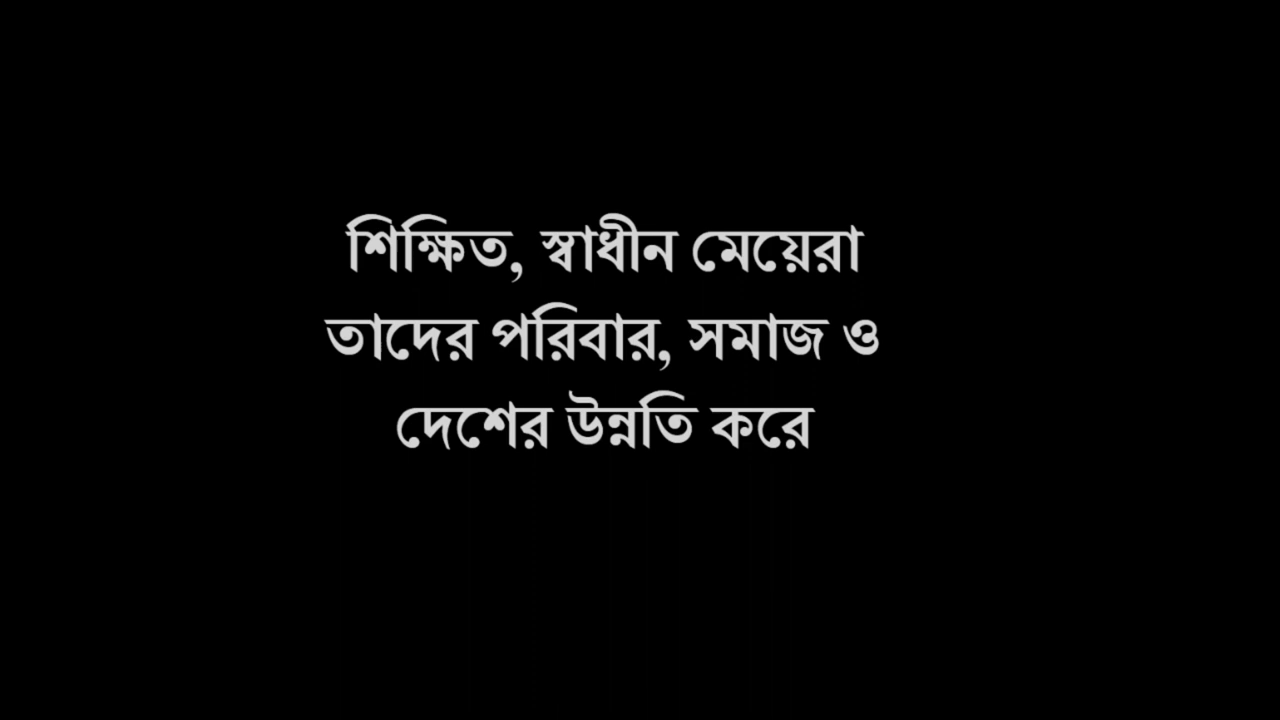 শিক্ষিত, স্বাধীন মেয়েরা
তাদের পরিবার, সমাজ ও
দেশের উন্নতি করে